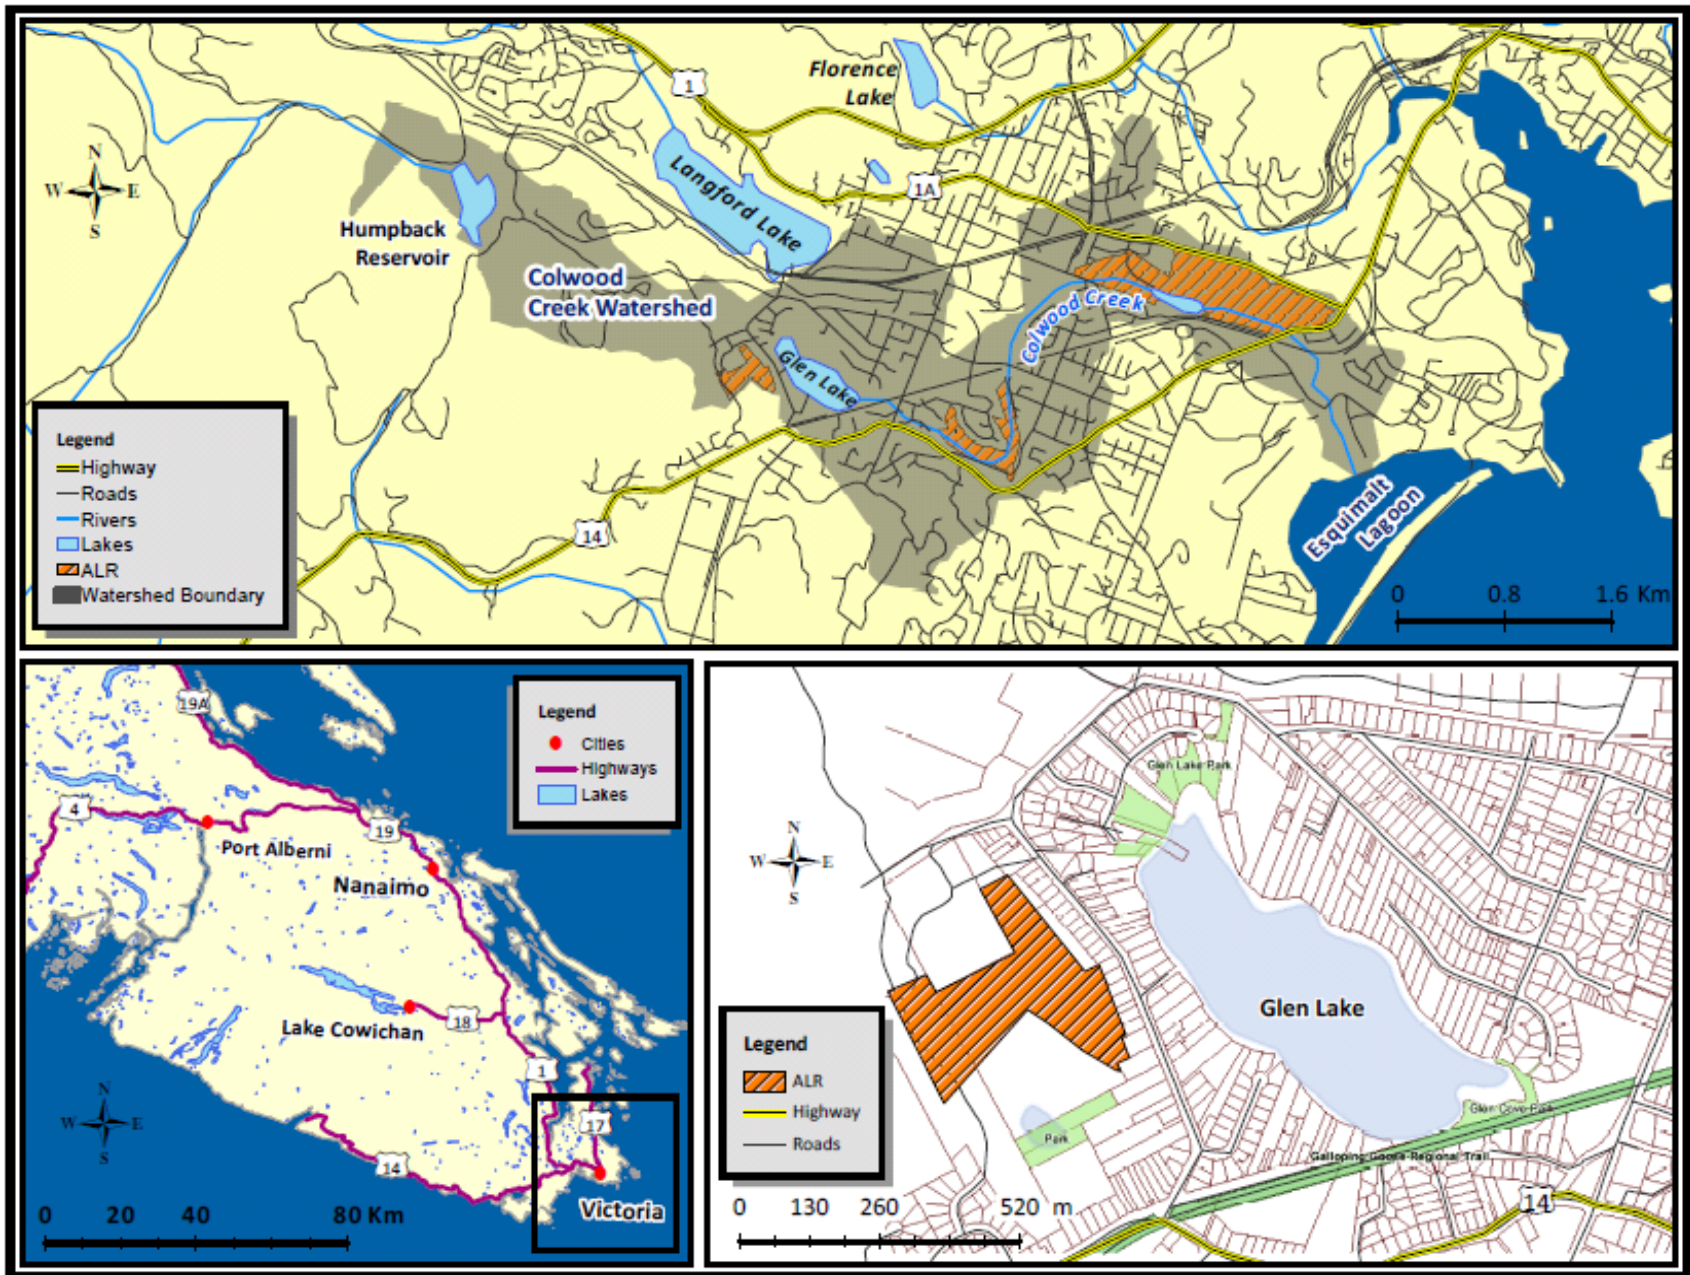 Florence
Lake
1
1A
Langford Lake
N
W E
S
Humpback
Reservoir
Colwood
Creek Watershed
Colwood Creek
Glen Lake
14
Esquimalt
Lagoon
0 0.8 1.6 Km
Legend
Highway
Roads
Rivers
Lakes
ALR
Watershed Boundary
19A
Legend
Cities
Highways
Lakes
4
19
Port Alberni
Nanaimo
Lake Cowichan
18
1
17
N
W E
S
14
Victoria
0 20 40 80 Km
Glen Lake Park
N
W E
S
Glen Lake
Legend
ALR
Highway
Roads
Park
Glen Cove Park
Galloping Goose Regional Trail
14
0 130 260 520 m